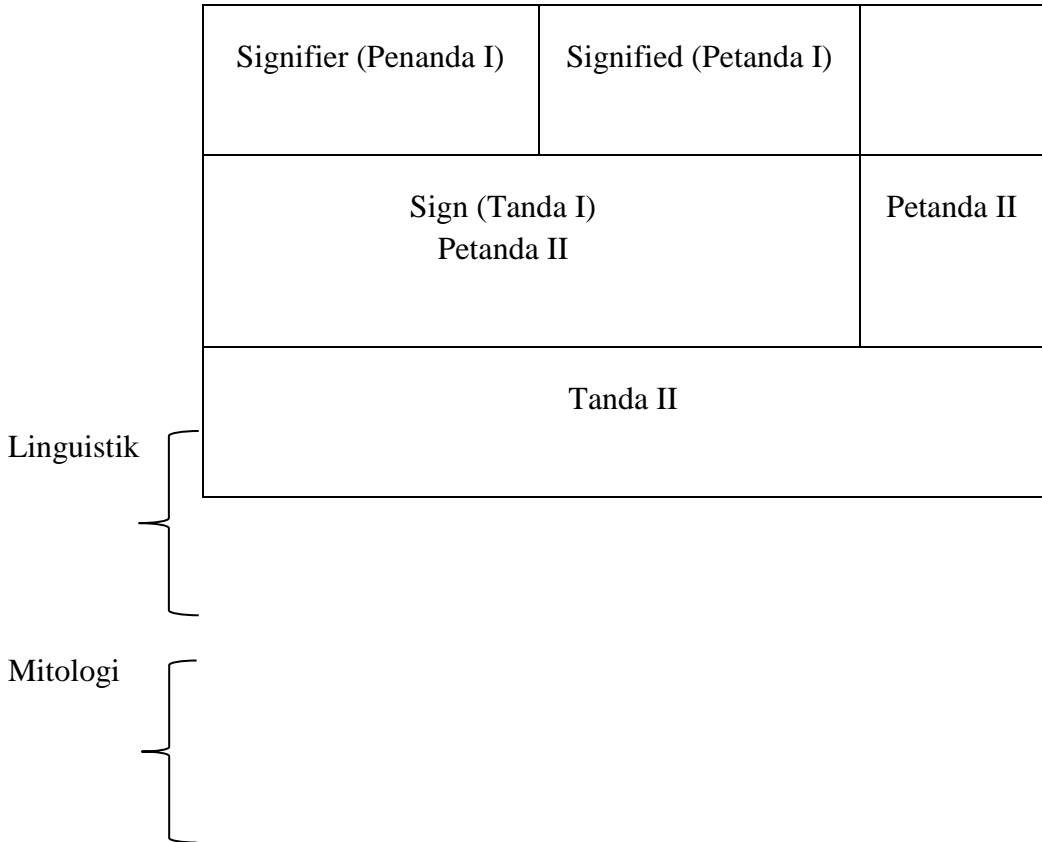 Signifier (Penanda I)
Signified (Petanda I)
Sign (Tanda I)
Petanda II
Petanda II
Tanda II
Linguistik
Mitologi